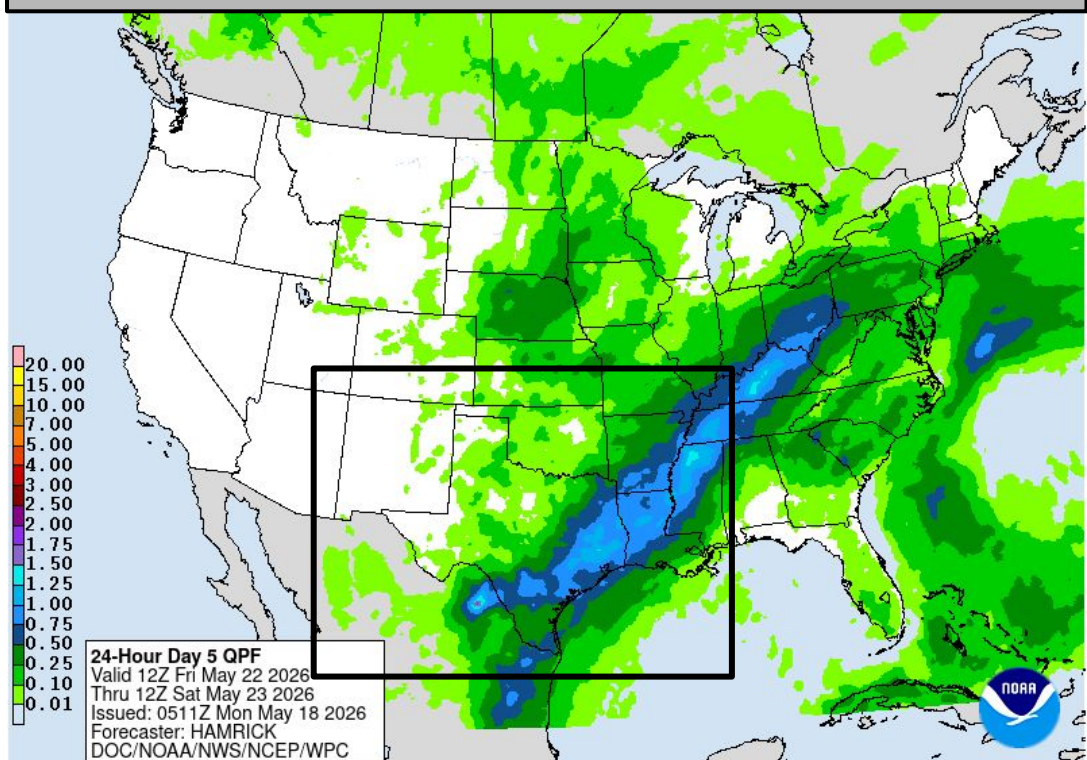 20.00
15.00
10.00
7.00
5.00
4.00
3.00
2.50
2.00
1.75
1.50
1.25
1.00
0.75
0.50
0.25
0.10
0.01
24-Hour Day 5 QPF
Valid 12Z Fri May 22 2026
Thru 12Z Sat May 23 2026
Issued: 0511Z Mon May 18 2026
Forecaster: HAMRICK
DOC/NOAA/NWS/NCEP/WPC
NOAA